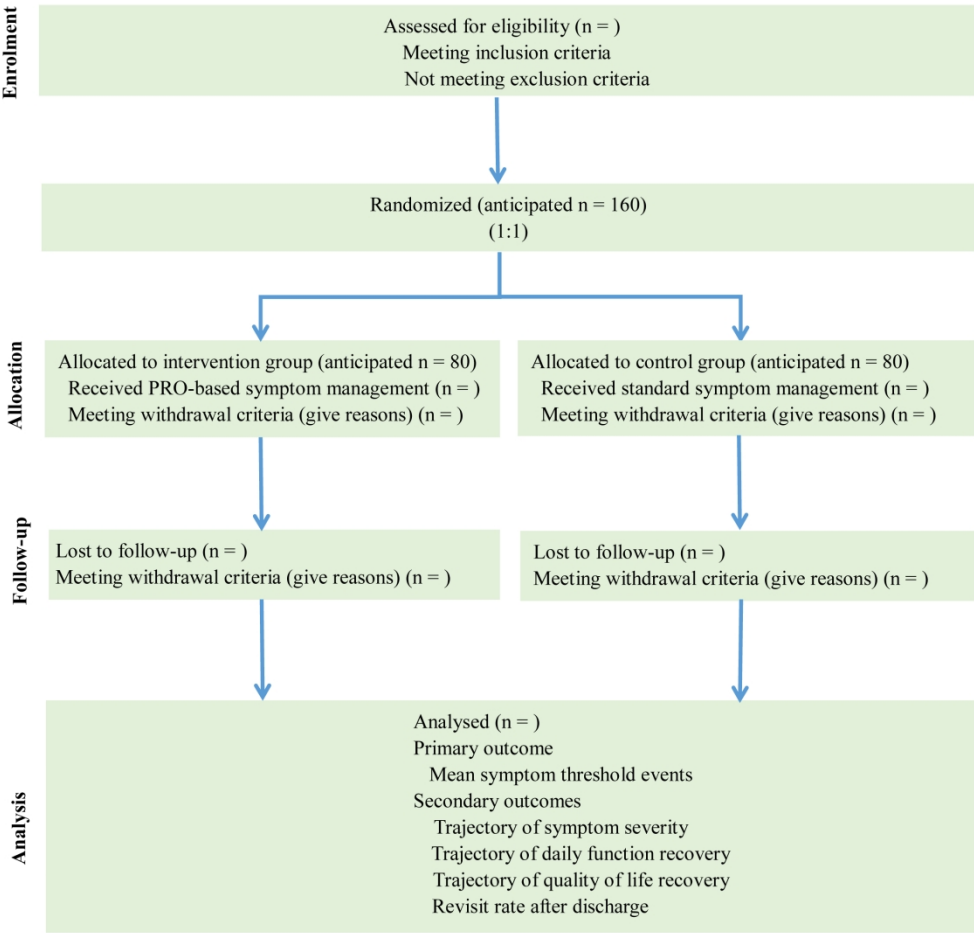 Enrolment
Assessed for eligibility (n = )
Meeting inclusion criteria
Not meeting exclusion criteria
Randomized (anticipated n = 160)
(1:1)
Allocation
Allocated to intervention group (anticipated n = 80)
Received PRO-based symptom management (n = )
Meeting withdrawal criteria (give reasons) (n = )
Allocated to control group (anticipated n = 80)
Received standard symptom management (n = )
Meeting withdrawal criteria (give reasons) (n = )
Follow-up
Lost to follow-up (n = )
Meeting withdrawal criteria (give reasons) (n = )
Lost to follow-up (n = )
Meeting withdrawal criteria (give reasons) (n = )
Analysis
Analysed (n = )
Primary outcome
Mean symptom threshold events
Secondary outcomes
Trajectory of symptom severity
Trajectory of daily function recovery
Trajectory of quality of life recovery
Revisit rate after discharge